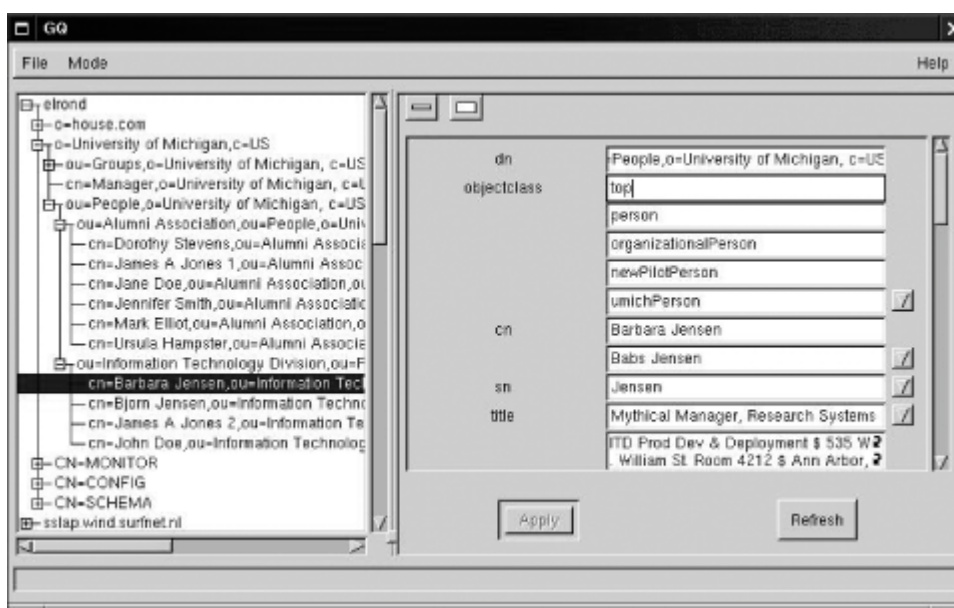 GQ
File Mode Help
elrond
o=house.com
o=University of Michigan,c=US
ou=Groups,o=University of Michigan, c=US
cn=Manager,o=University of Michigan, c=L
ou=People,o=University of Michigan, c=US
ou=Alumni Association,ou=People,o=Univ
cn=Dorothy Stevens,ou=Alumni Associa
cn=James A Jones 1,ou=Alumni Assoc
cn=Jane Doe,ou=Alumni Association,ou
cn=Jennifer Smith,ou=Alumni Associatic
cn=Mark Elliot,ou=Alumni Association,o
cn=Ursula Hampster,ou=Alumni Associe
ou=Information Technology Division,ou=F
cn=Barbara Jensen,ou=Information Tecl
cn=Bjorn Jensen,ou=Information Techno
cn=James A Jones 2,ou=Information Te
cn=John Doe,ou=Information Technolog
CN=MONITOR
CN=CONFIG
CN=SCHEMA
sslap.wind.surfnet.nl
dn People,o=University of Michigan, c=US
objectclass top
person
organizationalPerson
newPilotPerson
umichPerson
cn Barbara Jensen
Babs Jensen
sn Jensen
title Mythical Manager, Research Systems
ITD Prod Dev & Deployment $ 535 W
. William St. Room 4212 $ Ann Arbor,
Apply Refresh